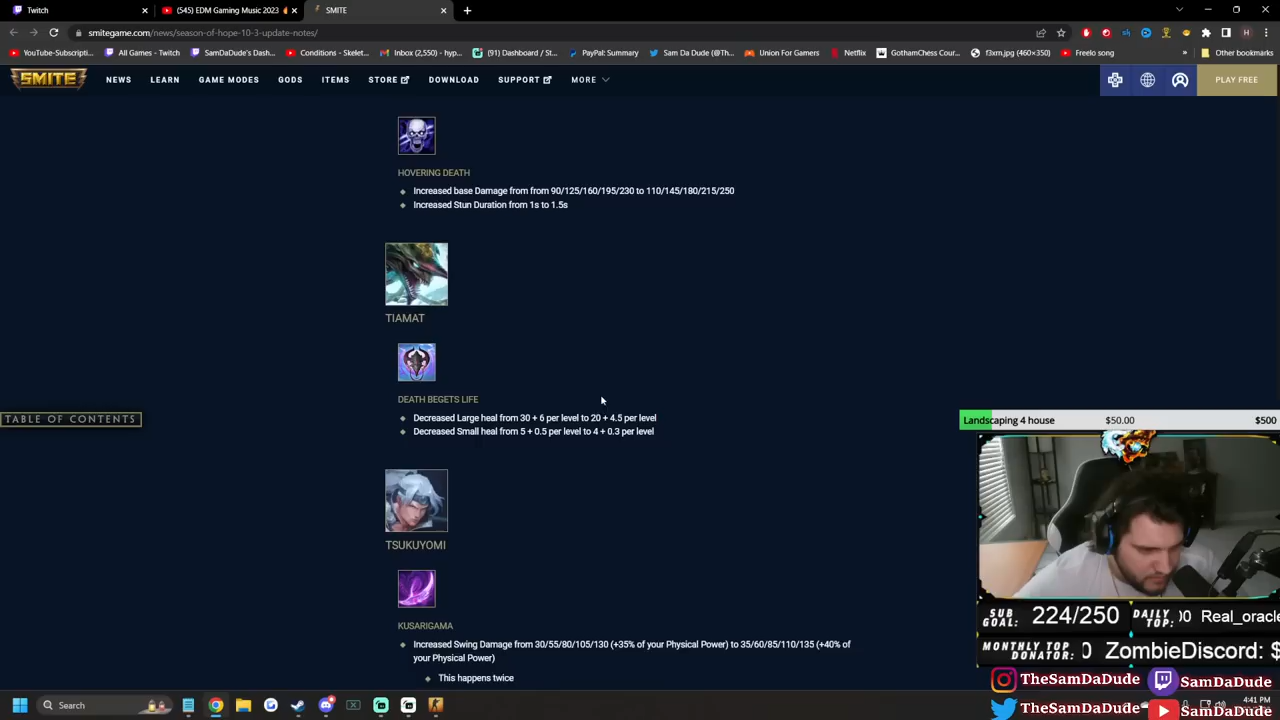 Twitch
(545) EDM Gaming Music 2023
SMITE
smitegame.com/news/season-of-hope-10-3-update-notes/
YouTube-Subscripti...
All Games - Twitch
SamDaDude's Dashb...
Conditions - Skelet...
Inbox (2,550) - hyp...
(91) Dashboard / St...
PayPal: Summary
Sam Da Dude (@Th...
Union For Gamers
Netflix
GothamChess Cour...
f3xrn.jpg (460×350)
Freelo song
Other bookmarks
SMITE
NEWS
LEARN
GAME MODES
GODS
ITEMS
STORE
DOWNLOAD
SUPPORT
MORE
PLAY FREE
HOVERING DEATH
Increased base Damage from from 90/125/160/195/230 to 110/145/180/215/250
Increased Stun Duration from 1s to 1.5s
TIAMAT
DEATH BEGETS LIFE
Decreased Large heal from 30 + 6 per level to 20 + 4.5 per level
Decreased Small heal from 5 + 0.5 per level to 4 + 0.3 per level
TABLE OF CONTENTS
Landscaping 4 house $50.00 $500
TSUKUYOMI
KUSARIGAMA
Increased Swing Damage from 30/55/80/105/130 (+35% of your Physical Power) to 35/60/85/110/135 (+40% of
your Physical Power)
This happens twice
SUB GOAL: 224/250
DAILY TOP: 00 Real_oracle
MONTHLY TOP DONATOR: 0 ZombieDiscord: $
TheSamDaDude
SamDaDude
TheSamDaDude
SamDaDude
Search
4:41 PM